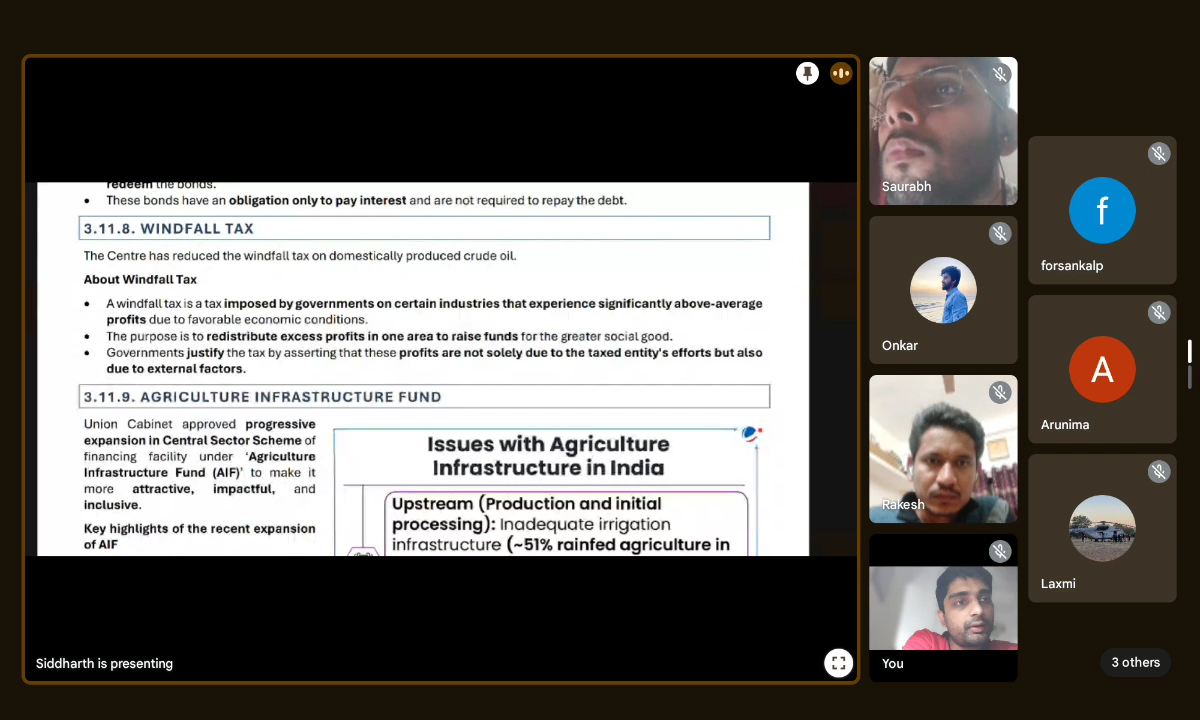 redeem the bonds.
• These bonds have an obligation only to pay interest and are not required to repay the debt.
3.11.8. WINDFALL TAX
The Centre has reduced the windfall tax on domestically produced crude oil.
About Windfall Tax
• A windfall tax is a tax imposed by governments on certain industries that experience significantly above-average
profits due to favorable economic conditions.
• The purpose is to redistribute excess profits in one area to raise funds for the greater social good.
• Governments justify the tax by asserting that these profits are not solely due to the taxed entity's efforts but also
due to external factors.
3.11.9. AGRICULTURE INFRASTRUCTURE FUND
Union Cabinet approved progressive
expansion in Central Sector Scheme of
financing facility under ‘Agriculture
Infrastructure Fund (AIF)’ to make it
more attractive, impactful, and
inclusive.
Key highlights of the recent expansion
of AIF
Issues with Agriculture
Infrastructure in India
Upstream (Production and initial
processing): Inadequate irrigation
infrastructure (~51% rainfed agriculture in
Siddharth is presenting
Saurabh
Onkar
Rakesh
You
f
forsankalp
A
Arunima
Laxmi
3 others